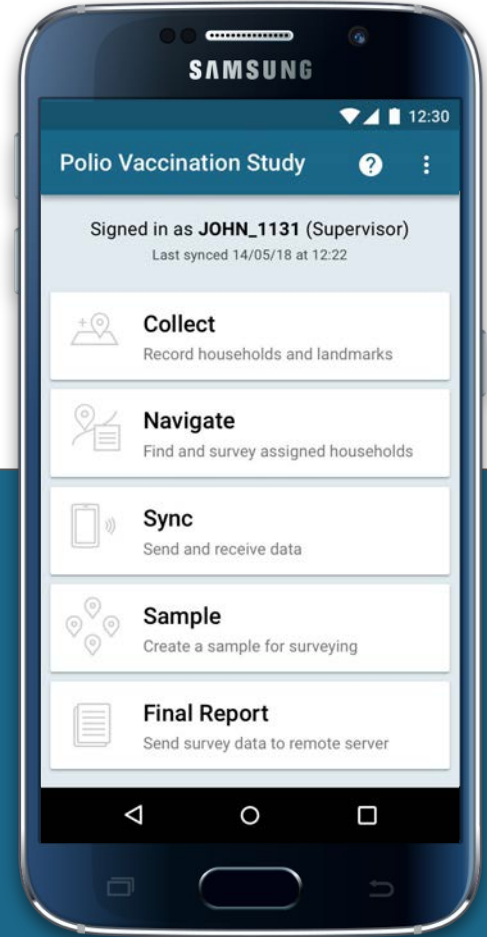 SAMSUNG
12:30
Polio Vaccination Study ?
Signed in as JOHN_1131 (Supervisor)
Last synced 14/05/18 at 12:22
Collect
Record households and landmarks
Navigate
Find and survey assigned households
Sync
Send and receive data
Sample
Create a sample for surveying
Final Report
Send survey data to remote server